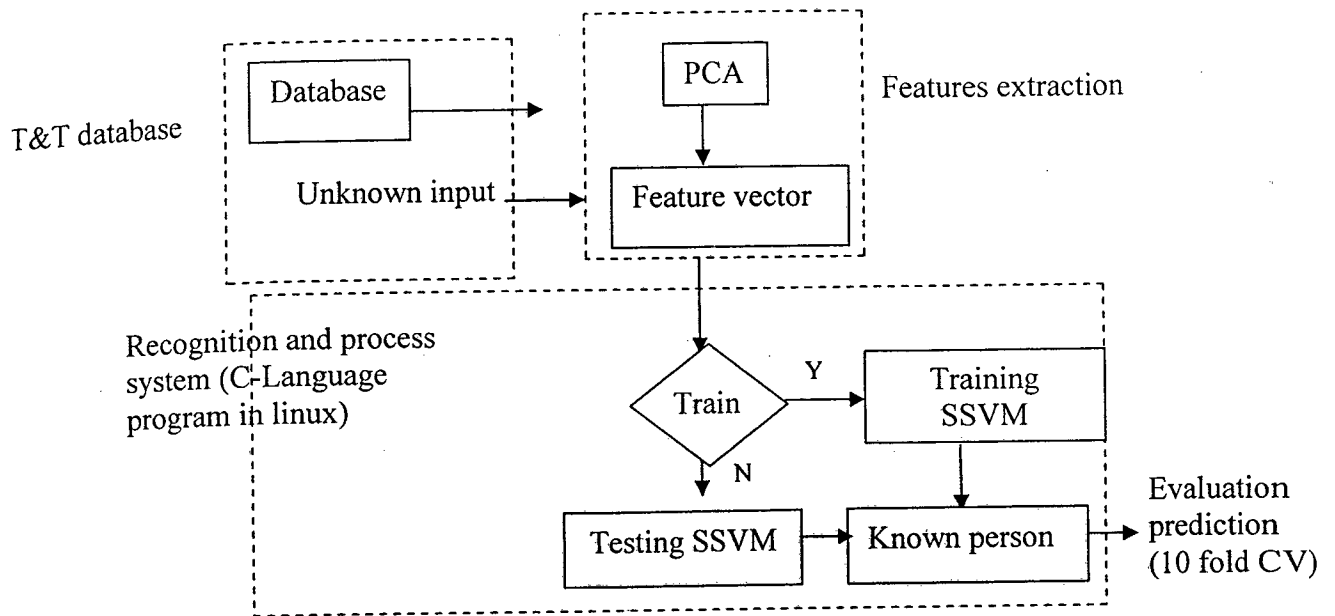 PCA
Database
Features extraction
T&T database
Unknown input
Feature vector
Recognition and process
system (C-Language
program in linux)
Train
Y
Training
SSVM
N
Testing SSVM
Known person
Evaluation
prediction
(10 fold CV)